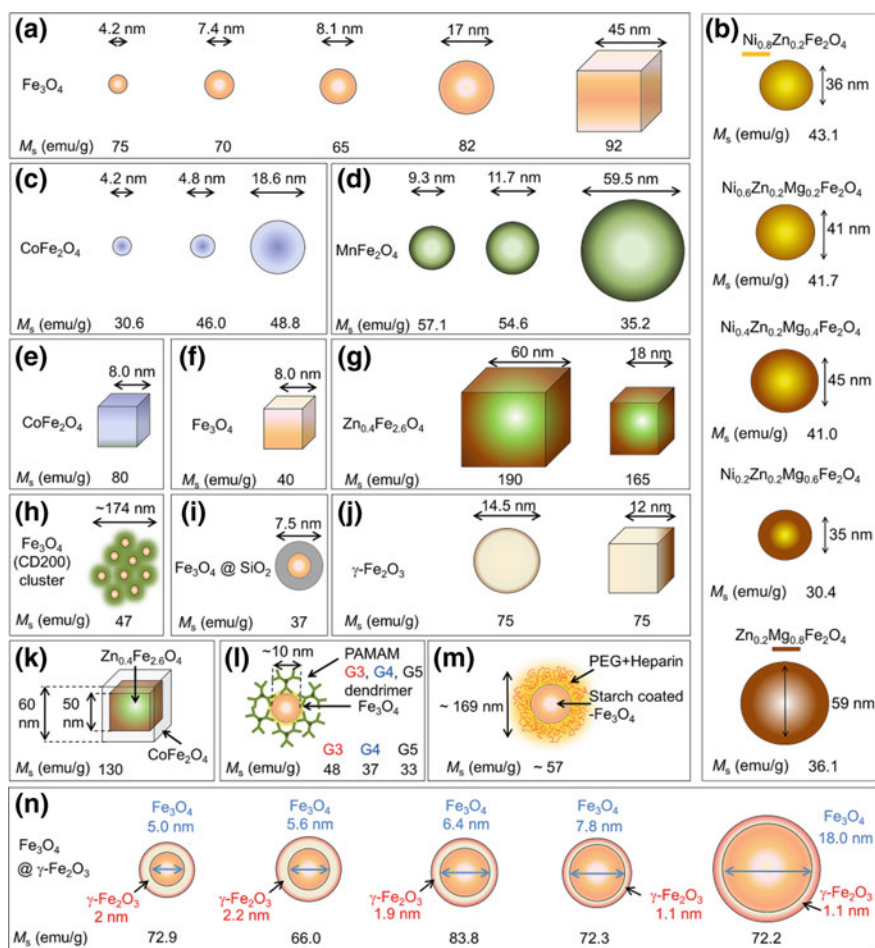 (a)
4.2 nm 7.4 nm 8.1 nm 17 nm 45 nm
Fe₃O₄
Mₛ (emu/g) 75 70 65 82 92
(b)
Ni₀.₈Zn₀.₂Fe₂O₄
36 nm
Mₛ (emu/g) 43.1
Ni₀.₆Zn₀.₂Mg₀.₂Fe₂O₄
41 nm
Mₛ (emu/g) 41.7
Ni₀.₄Zn₀.₂Mg₀.₄Fe₂O₄
45 nm
Mₛ (emu/g) 41.0
Ni₀.₂Zn₀.₂Mg₀.₆Fe₂O₄
35 nm
Mₛ (emu/g) 30.4
Zn₀.₂Mg₀.₈Fe₂O₄
59 nm
Mₛ (emu/g) 36.1
(c)
4.2 nm 4.8 nm 18.6 nm
CoFe₂O₄
Mₛ (emu/g) 30.6 46.0 48.8
(d)
9.3 nm 11.7 nm 59.5 nm
MnFe₂O₄
Mₛ (emu/g) 57.1 54.6 35.2
(e)
8.0 nm
CoFe₂O₄
Mₛ (emu/g) 80
(f)
8.0 nm
Fe₃O₄
Mₛ (emu/g) 40
(g)
60 nm 18 nm
Zn₀.₄Fe₂.₆O₄
Mₛ (emu/g) 190 165
(h)
~174 nm
Fe₃O₄
(CD200)
cluster
Mₛ (emu/g) 47
(i)
7.5 nm
Fe₃O₄ @ SiO₂
Mₛ (emu/g) 37
(j)
14.5 nm 12 nm
γ-Fe₂O₃
Mₛ (emu/g) 75 75
(k)
Zn₀.₄Fe₂.₆O₄
60 nm
50 nm
CoFe₂O₄
Mₛ (emu/g) 130
(l)
~10 nm
PAMAM
G3, G4, G5
dendrimer
Fe₃O₄
G3 G4 G5
Mₛ (emu/g) 48 37 33
(m)
PEG+Heparin
~ 169 nm
Starch coated
-Fe₃O₄
Mₛ (emu/g) ~ 57
(n)
Fe₃O₄ Fe₃O₄ Fe₃O₄ Fe₃O₄ Fe₃O₄
5.0 nm 5.6 nm 6.4 nm 7.8 nm 18.0 nm
Fe₃O₄
@ γ-Fe₂O₃
γ-Fe₂O₃ γ-Fe₂O₃ γ-Fe₂O₃ γ-Fe₂O₃ γ-Fe₂O₃
2 nm 2.2 nm 1.9 nm 1.1 nm 1.1 nm
Mₛ (emu/g) 72.9 66.0 83.8 72.3 72.2